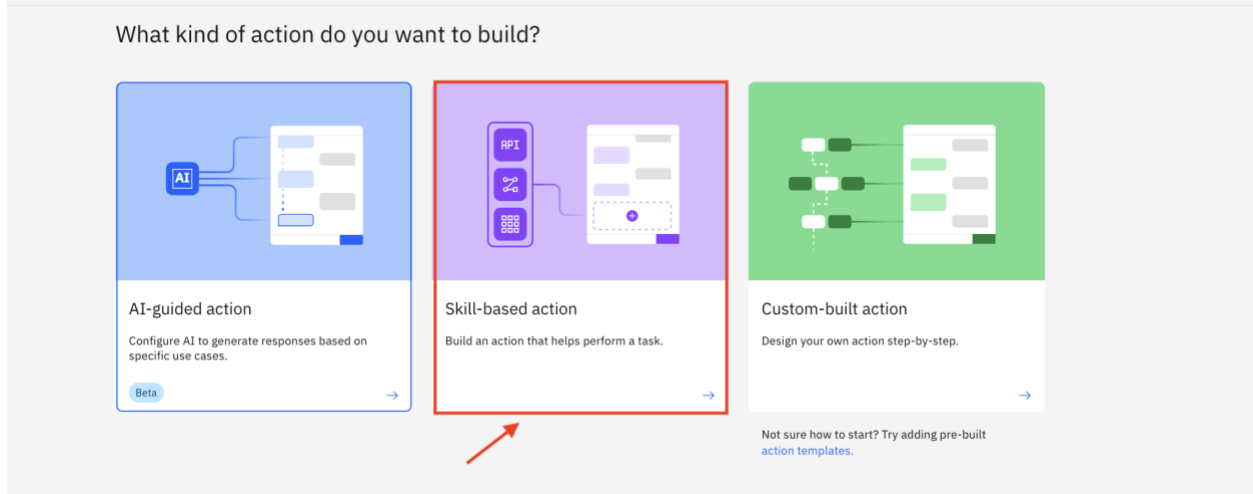 What kind of action do you want to build?
AI
API
AI-guided action
Configure AI to generate responses based on
specific use cases.
Beta
Skill-based action
Build an action that helps perform a task.
Custom-built action
Design your own action step-by-step.
Not sure how to start? Try adding pre-built
action templates.